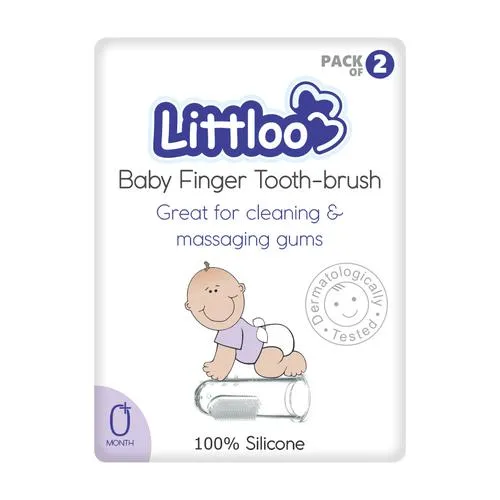 PACK OF 2
Littloo
Baby Finger Tooth-brush
Great for cleaning &
massaging gums
Dermatologically
Tested
0+
MONTH
100% Silicone